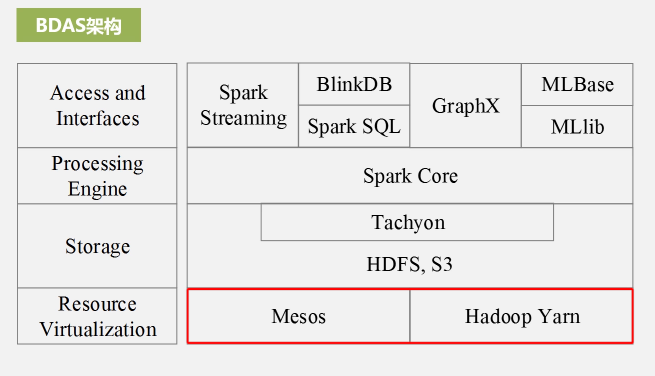 BDAS架构
Access and
Interfaces
Spark
Streaming
BlinkDB
Spark SQL
GraphX
MLBase
MLlib
Processing
Engine
Spark Core
Storage
Tachyon
HDFS, S3
Resource
Virtualization
Mesos
Hadoop Yarn